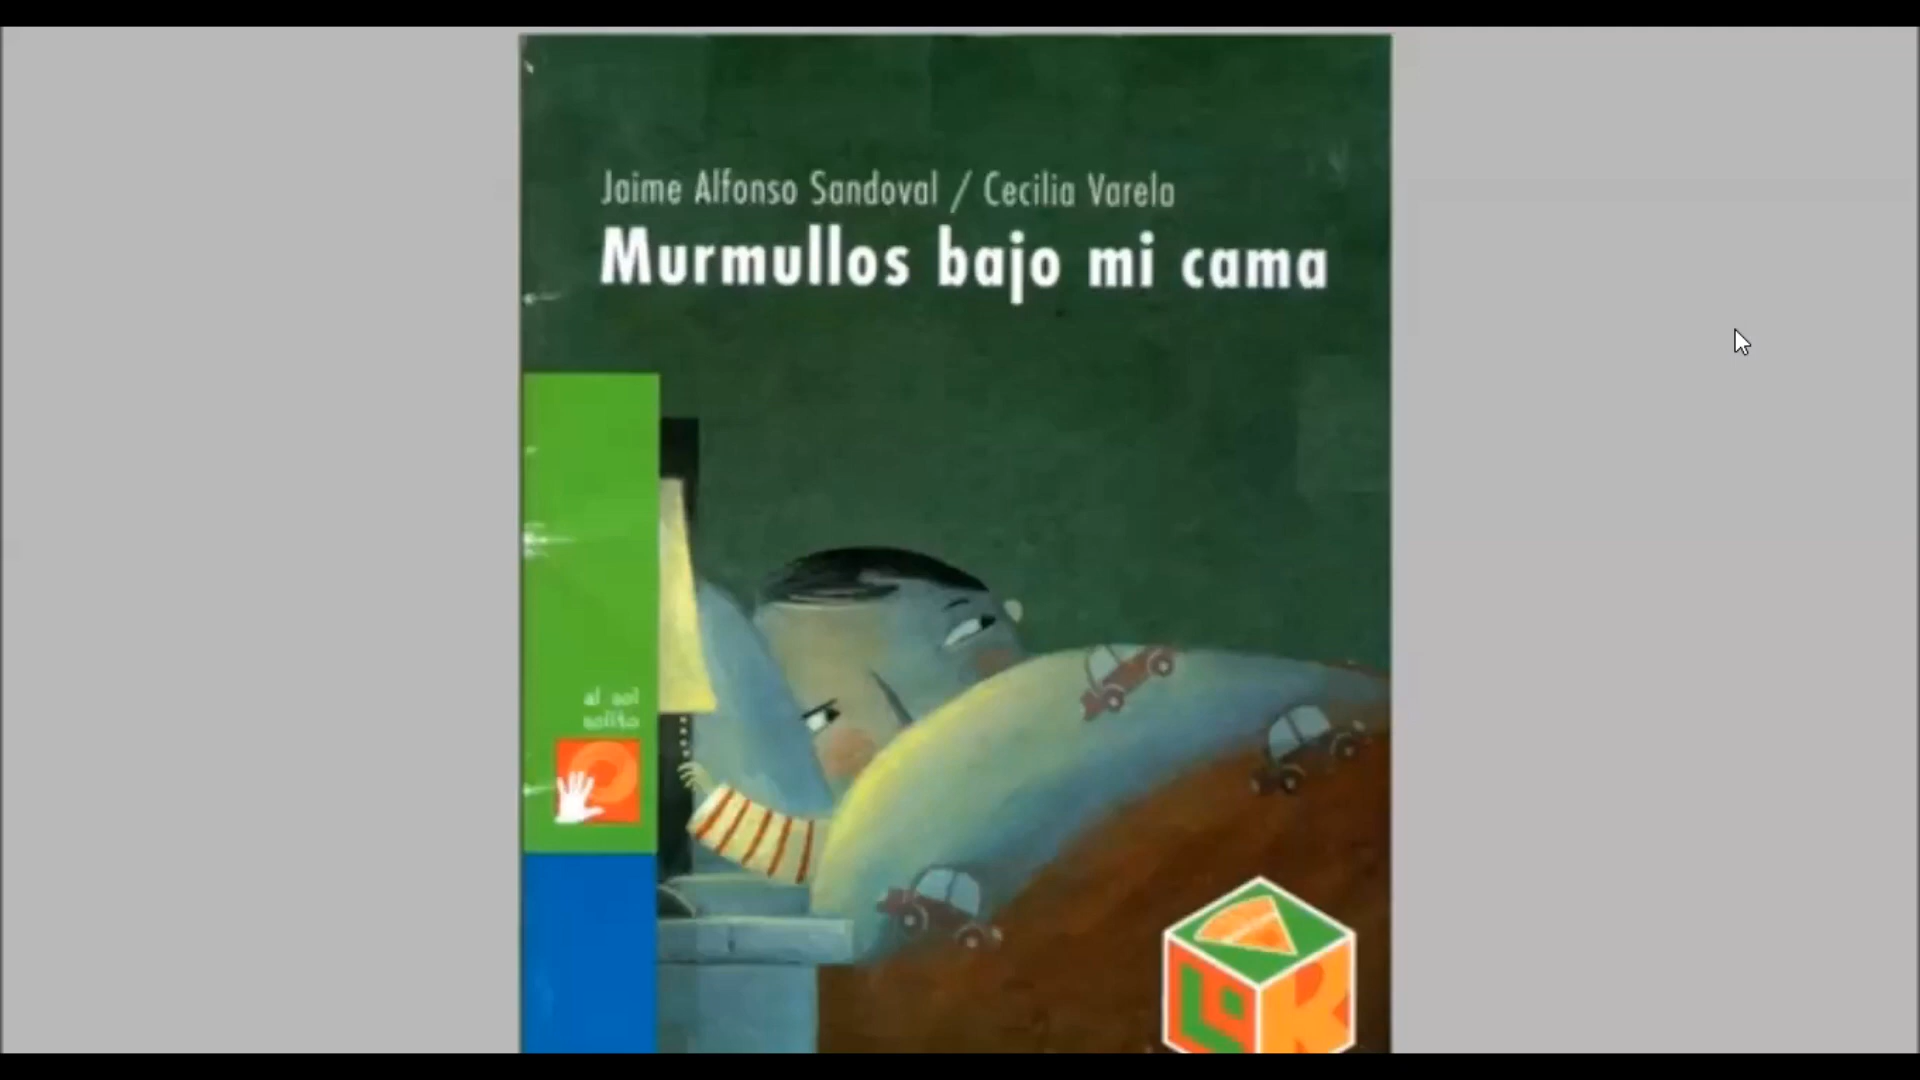 Jaime Alfonso Sandoval / Cecilia Varela
Murmullos bajo mi cama
al sol
solito